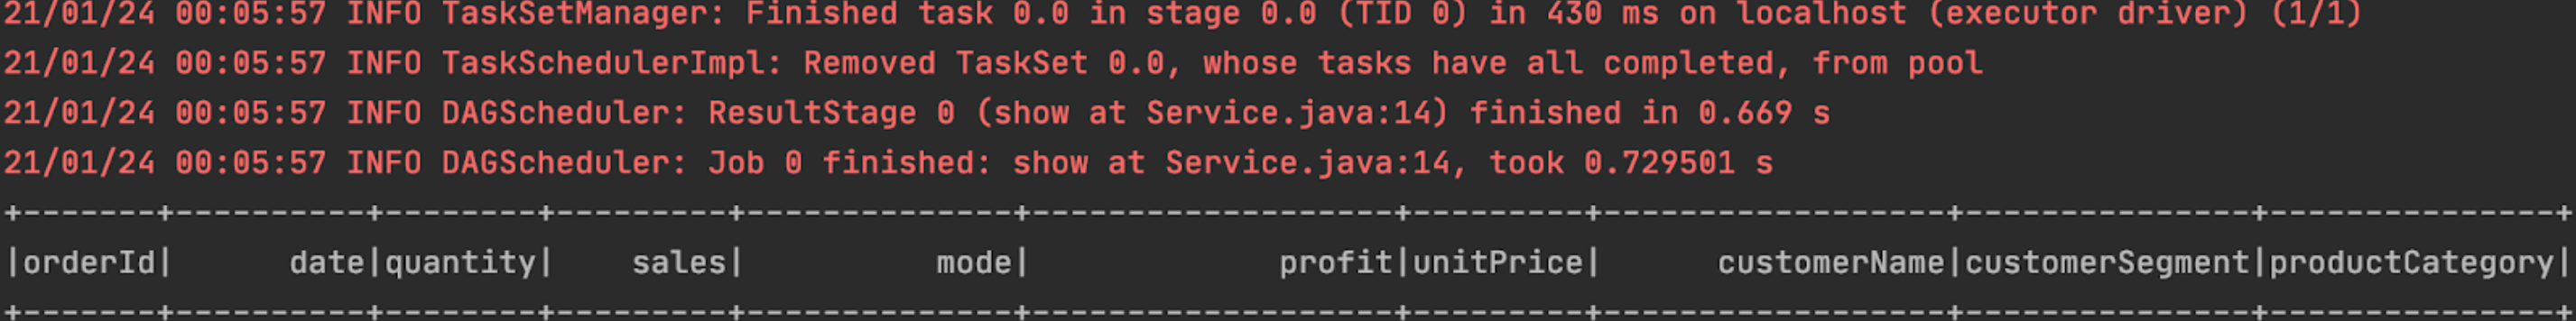 21/01/24 00:05:57 INFO TaskSetManager: Finished task 0.0 in stage 0.0 (TID 0) in 430 ms on localhost (executor driver) (1/1)
21/01/24 00:05:57 INFO TaskSchedulerImpl: Removed TaskSet 0.0, whose tasks have all completed, from pool
21/01/24 00:05:57 INFO DAGScheduler: ResultStage 0 (show at Service.java:14) finished in 0.669 s
21/01/24 00:05:57 INFO DAGScheduler: Job 0 finished: show at Service.java:14, took 0.729501 s
+-------+----------+--------+---------+--------------+-------------------+---------+------------------+---------------+---------------+
|orderId|      date|quantity|    sales|          mode|             profit|unitPrice|      customerName|customerSegment|productCategory|
+-------+----------+--------+---------+--------------+-------------------+---------+------------------+---------------+---------------+